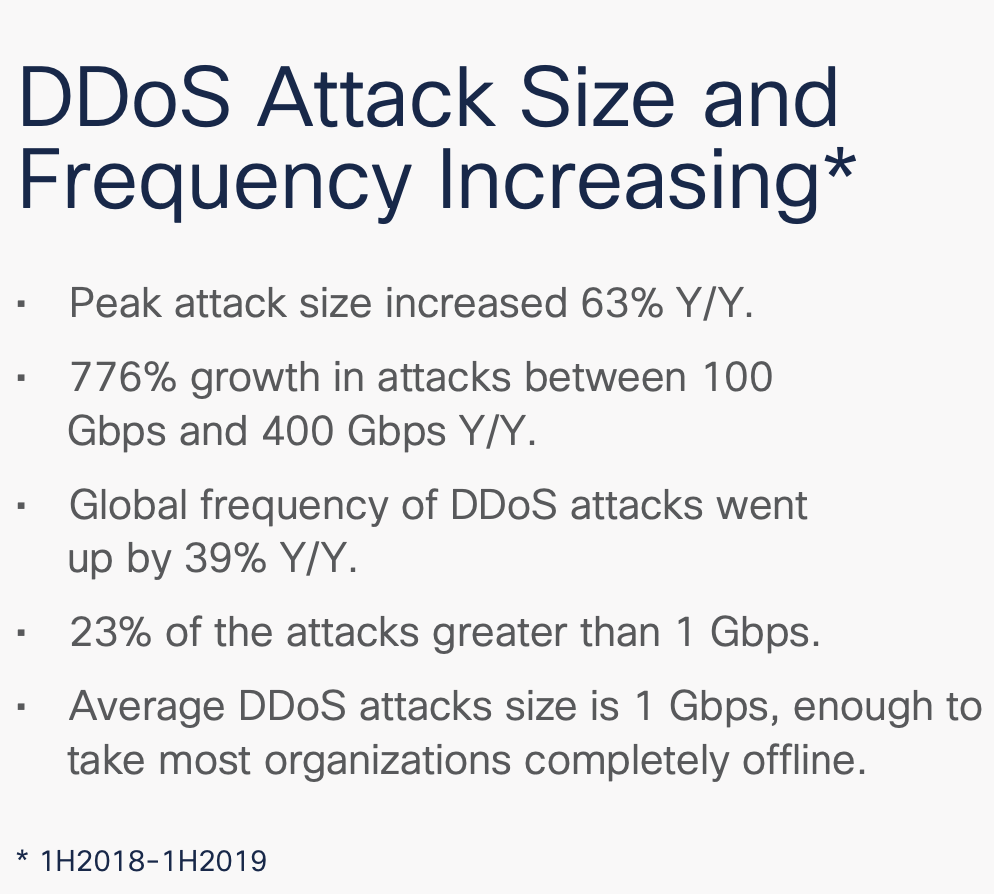 DDoS Attack Size and
Frequency Increasing*
▪ Peak attack size increased 63% Y/Y.
▪ 776% growth in attacks between 100
Gbps and 400 Gbps Y/Y.
▪ Global frequency of DDoS attacks went
up by 39% Y/Y.
▪ 23% of the attacks greater than 1 Gbps.
▪ Average DDoS attacks size is 1 Gbps, enough to
take most organizations completely offline.
* 1H2018-1H2019